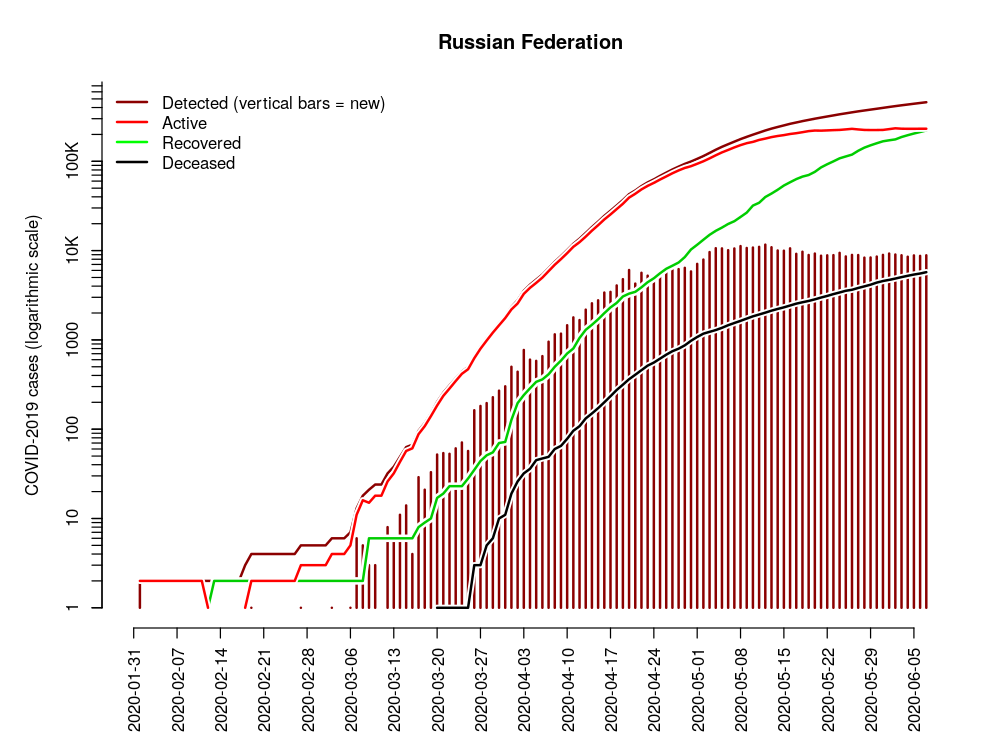 Russian Federation
Detected (vertical bars = new)
Active
Recovered
Deceased
COVID-2019 cases (logarithmic scale)
100K
10K
1000
100
10
1
2020-01-31
2020-02-07
2020-02-14
2020-02-21
2020-02-28
2020-03-06
2020-03-13
2020-03-20
2020-03-27
2020-04-03
2020-04-10
2020-04-17
2020-04-24
2020-05-01
2020-05-08
2020-05-15
2020-05-22
2020-05-29
2020-06-05